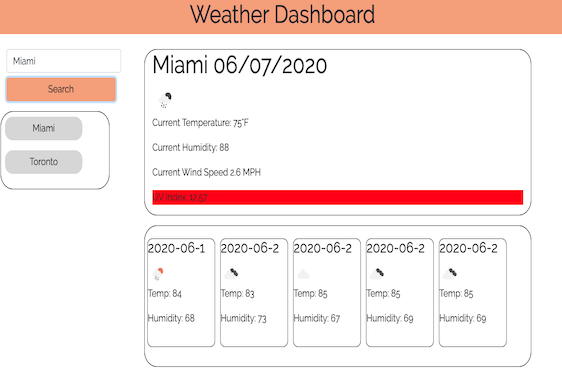 Weather Dashboard
Miami
Search
Miami
Toronto
Miami 06/07/2020
Current Temperature: 75°F
Current Humidity: 88
Current Wind Speed 2.6 MPH
UV Index: 12.57
2020-06-1
Temp: 84
Humidity: 68
2020-06-2
Temp: 83
Humidity: 73
2020-06-2
Temp: 85
Humidity: 67
2020-06-2
Temp: 85
Humidity: 69
2020-06-2
Temp: 85
Humidity: 69